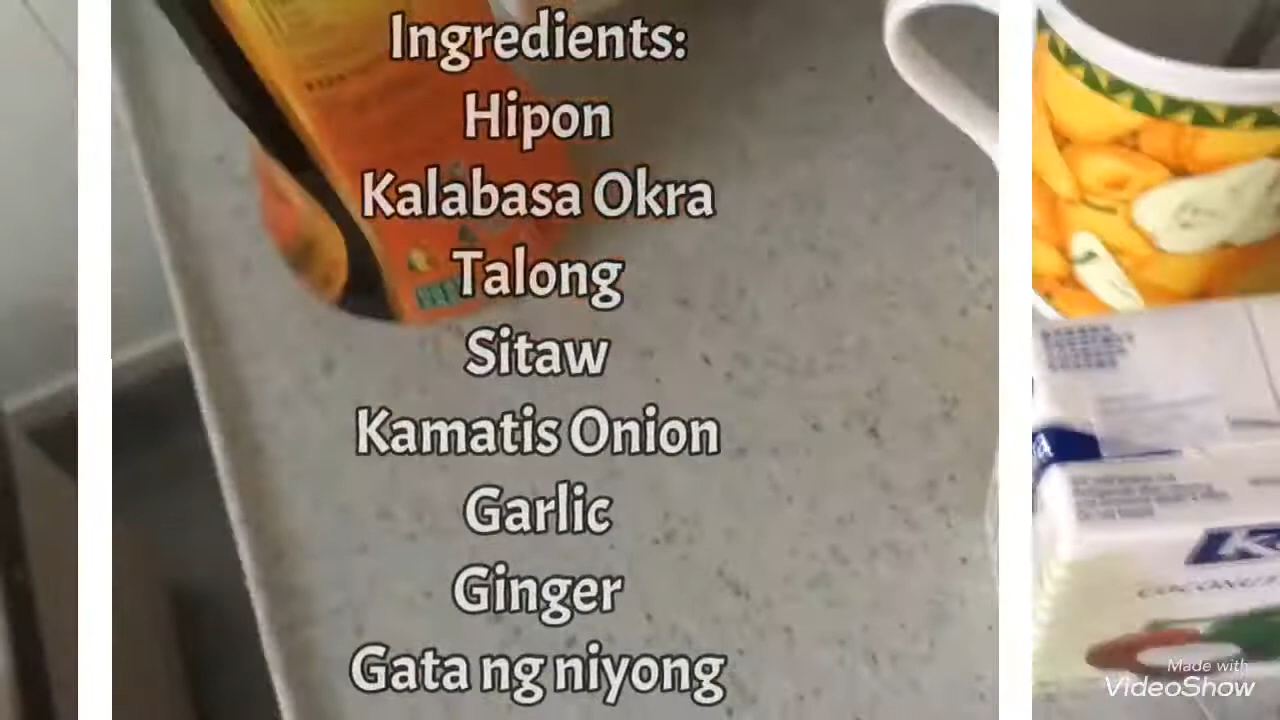 Ingredients:
Hipon
Kalabasa Okra
Talong
Sitaw
Kamatis Onion
Garlic
Ginger
Gata ng niyong
Made with
VideoShow